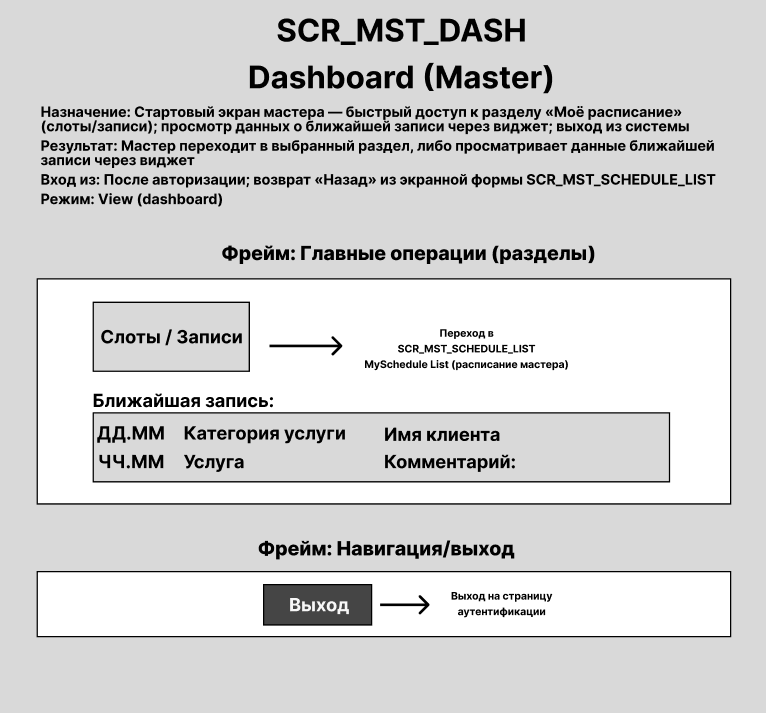 SCR_MST_DASH
Dashboard (Master)
Назначение: Стартовый экран мастера — быстрый доступ к разделу «Моё расписание»
(слоты/записи); просмотр данных о ближайшей записи через виджет; выход из системы
Результат: Мастер переходит в выбранный раздел, либо просматривает данные ближайшей
записи через виджет
Вход из: После авторизации; возврат «Назад» из экранной формы SCR_MST_SCHEDULE_LIST
Режим: View (dashboard)
Фрейм: Главные операции (разделы)
Слоты / Записи
Переход в
SCR_MST_SCHEDULE_LIST
MySchedule List (расписание мастера)
Ближайшая запись:
ДД.ММ Категория услуги Имя клиента
ЧЧ.ММ Услуга Комментарий:
Фрейм: Навигация/выход
Выход
Выход на страницу
аутентификации